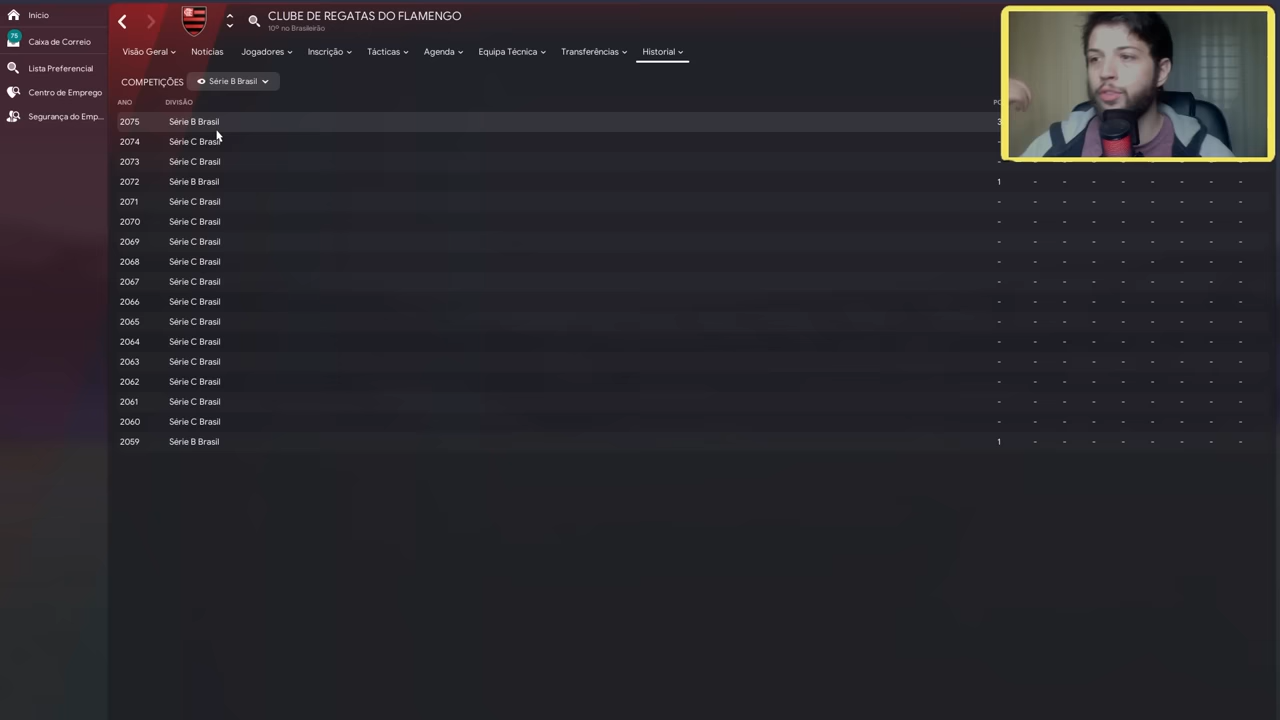 Início
75
Caixa de Correio
Lista Preferencial
Centro de Emprego
Segurança do Emp...
CLUBE DE REGATAS DO FLAMENGO
10º no Brasileirão
Visão Geral
Notícias
Jogadores
Inscrição
Tácticas
Agenda
Equipa Técnica
Transferências
Historial
COMPETIÇÕES Série B Brasil
ANO DIVISÃO
2075 Série B Brasil 3
2074 Série C Brasil -
2073 Série C Brasil - - - - - - - - -
2072 Série B Brasil 1 - - - - - - - -
2071 Série C Brasil - - - - - - - - -
2070 Série C Brasil - - - - - - - - -
2069 Série C Brasil - - - - - - - - -
2068 Série C Brasil - - - - - - - - -
2067 Série C Brasil - - - - - - - - -
2066 Série C Brasil - - - - - - - - -
2065 Série C Brasil - - - - - - - - -
2064 Série C Brasil - - - - - - - - -
2063 Série C Brasil - - - - - - - - -
2062 Série C Brasil - - - - - - - - -
2061 Série C Brasil - - - - - - - - -
2060 Série C Brasil - - - - - - - - -
2059 Série B Brasil 1 - - - - - - - -